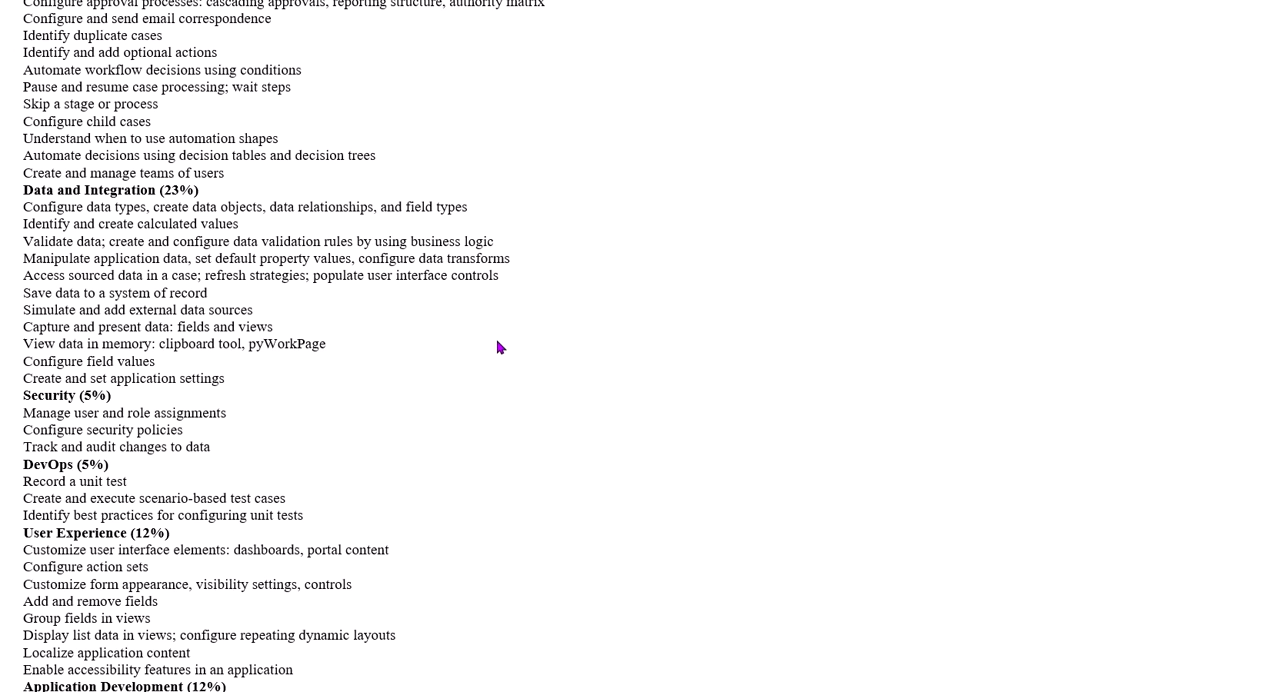 Configure approval processes: cascading approvals, reporting structure, authority matrix
Configure and send email correspondence
Identify duplicate cases
Identify and add optional actions
Automate workflow decisions using conditions
Pause and resume case processing; wait steps
Skip a stage or process
Configure child cases
Understand when to use automation shapes
Automate decisions using decision tables and decision trees
Create and manage teams of users
Data and Integration (23%)
Configure data types, create data objects, data relationships, and field types
Identify and create calculated values
Validate data; create and configure data validation rules by using business logic
Manipulate application data, set default property values, configure data transforms
Access sourced data in a case; refresh strategies; populate user interface controls
Save data to a system of record
Simulate and add external data sources
Capture and present data: fields and views
View data in memory: clipboard tool, pyWorkPage
Configure field values
Create and set application settings
Security (5%)
Manage user and role assignments
Configure security policies
Track and audit changes to data
DevOps (5%)
Record a unit test
Create and execute scenario-based test cases
Identify best practices for configuring unit tests
User Experience (12%)
Customize user interface elements: dashboards, portal content
Configure action sets
Customize form appearance, visibility settings, controls
Add and remove fields
Group fields in views
Display list data in views; configure repeating dynamic layouts
Localize application content
Enable accessibility features in an application
Application Development (12%)